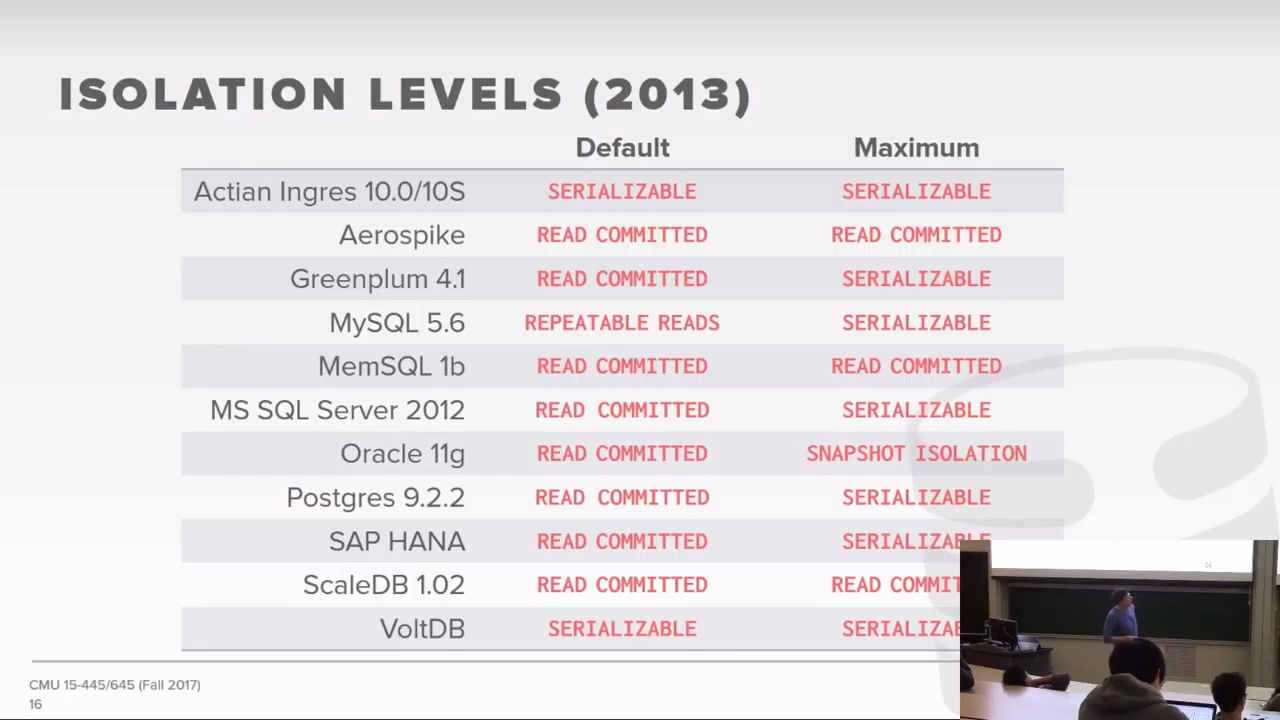 ISOLATION LEVELS (2013)
Default Maximum
Actian Ingres 10.0/10S SERIALIZABLE SERIALIZABLE
Aerospike READ COMMITTED READ COMMITTED
Greenplum 4.1 READ COMMITTED SERIALIZABLE
MySQL 5.6 REPEATABLE READS SERIALIZABLE
MemSQL 1b READ COMMITTED READ COMMITTED
MS SQL Server 2012 READ COMMITTED SERIALIZABLE
Oracle 11g READ COMMITTED SNAPSHOT ISOLATION
Postgres 9.2.2 READ COMMITTED SERIALIZABLE
SAP HANA READ COMMITTED SERIALIZABLE
ScaleDB 1.02 READ COMMITTED READ COMMIT
VoltDB SERIALIZABLE SERIALIZAB
CMU 15-445/645 (Fall 2017)
16